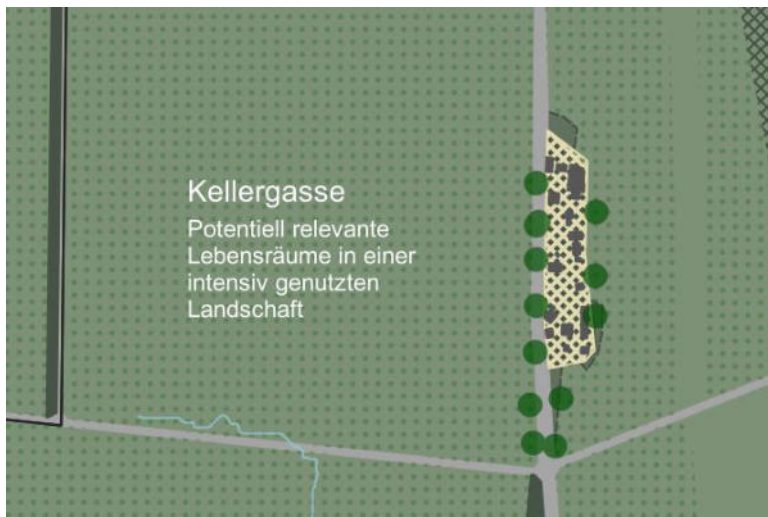 Kellergasse
Potentiell relevante
Lebensräume in einer
intensiv genutzten
Landschaft